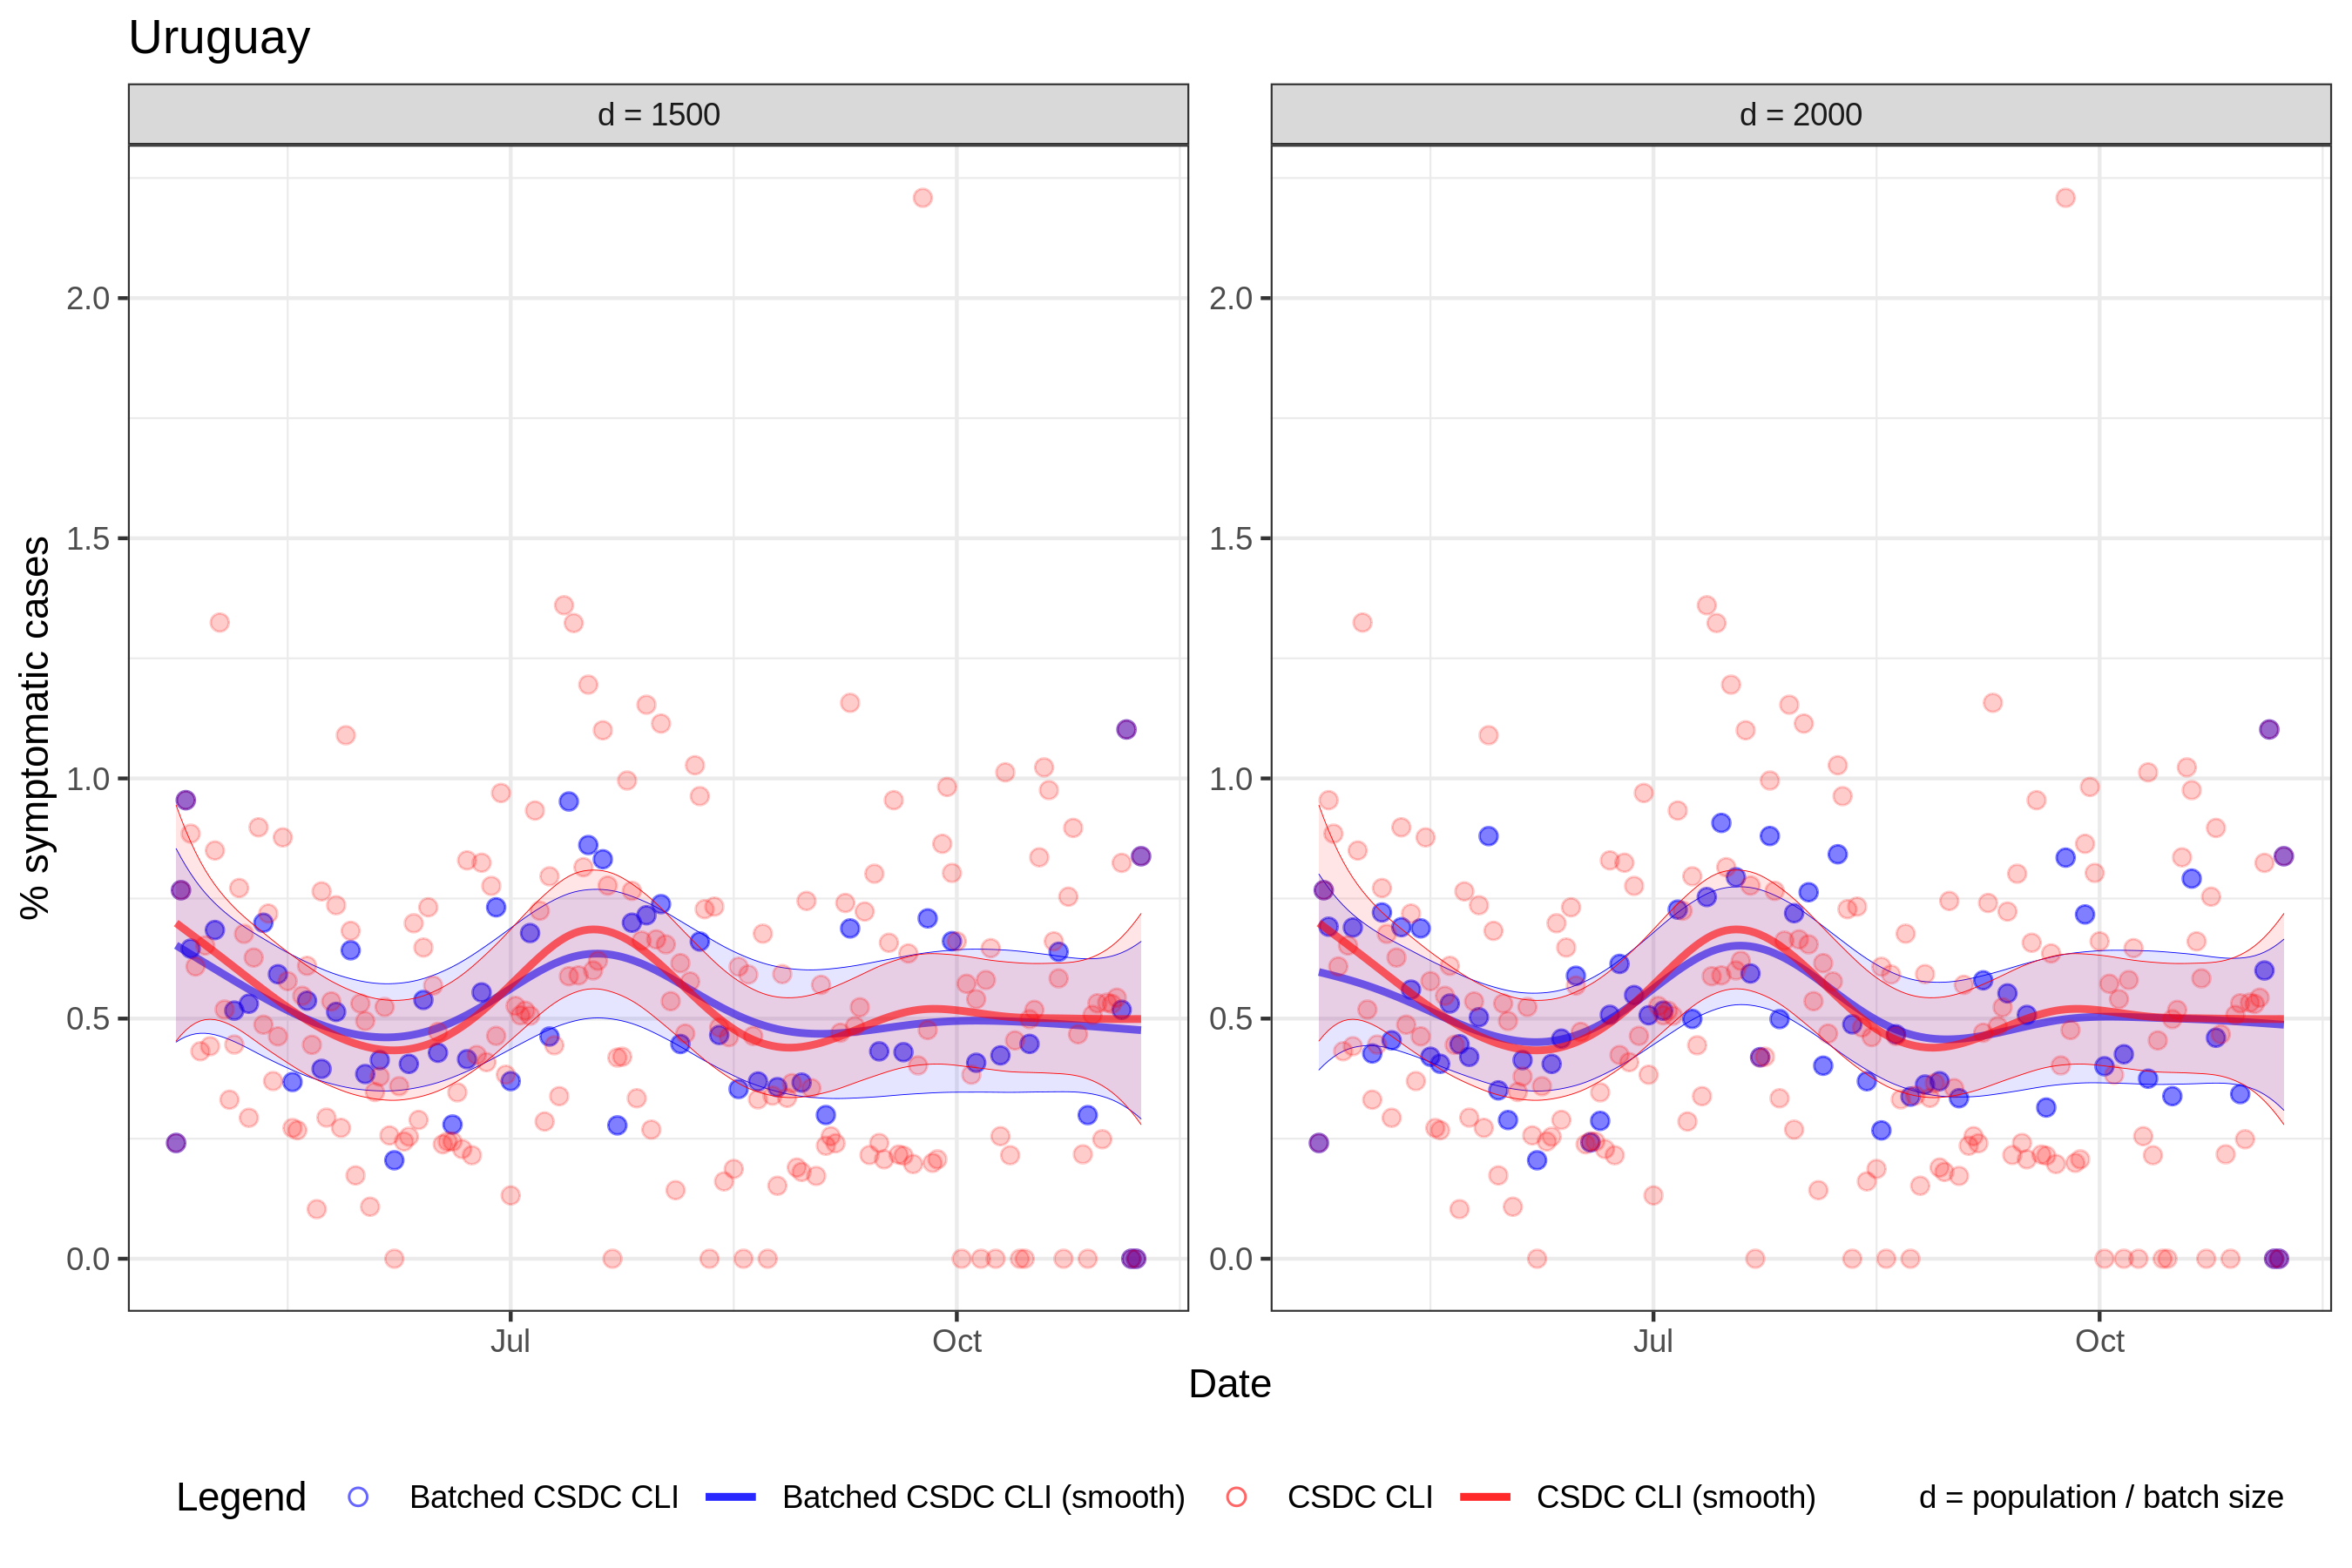 Uruguay
d = 1500
d = 2000
% symptomatic cases
2.0
1.5
1.0
0.5
0.0
2.0
1.5
1.0
0.5
0.0
Jul
Oct
Jul
Oct
Date
Legend
Batched CSDC CLI
Batched CSDC CLI (smooth)
CSDC CLI
CSDC CLI (smooth)
d = population / batch size